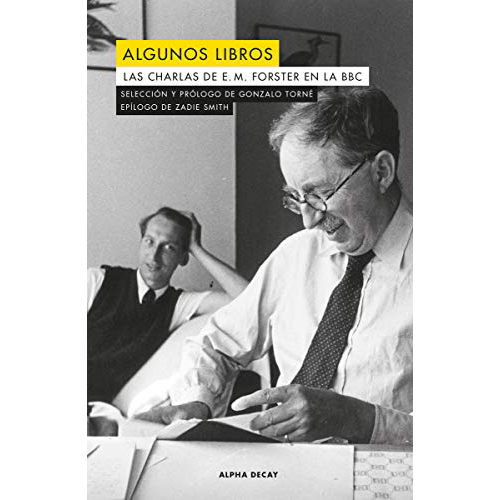 ALGUNOS LIBROS
LAS CHARLAS DE E. M. FORSTER EN LA BBC
SELECCIÓN Y PRÓLOGO DE GONZALO TORNÉ
EPÍLOGO DE ZADIE SMITH
ALPHA DECAY